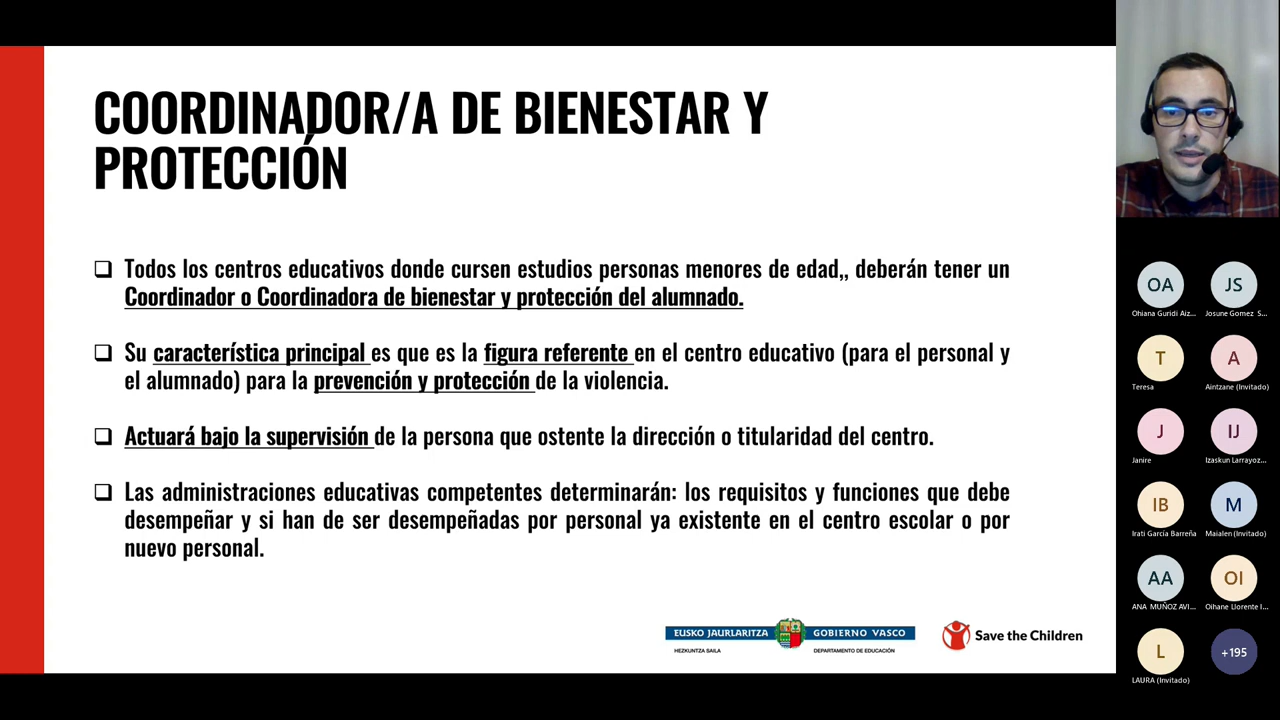 COORDINADOR/A DE BIENESTAR Y
PROTECCIÓN
Todos los centros educativos donde cursen estudios personas menores de edad,, deberán tener un
Coordinador o Coordinadora de bienestar y protección del alumnado.
Su característica principal es que es la figura referente en el centro educativo (para el personal y
el alumnado) para la prevención y protección de la violencia.
Actuará bajo la supervisión de la persona que ostente la dirección o titularidad del centro.
Las administraciones educativas competentes determinarán: los requisitos y funciones que debe
desempeñar y si han de ser desempeñadas por personal ya existente en el centro escolar o por
nuevo personal.
EUSKO JAURLARITZA
GOBIERNO VASCO
HEZKUNTZA SAILA
DEPARTAMENTO DE EDUCACIÓN
Save the Children
OA
JS
Ohiana Guridi Aiz...
Josune Gomez S...
T
A
Teresa
Aintzane (Invitado)
J
IJ
Janire
Izaskun Larrayoz...
IB
M
Irati García Barreña
Maialen (Invitado)
AA
OI
ANA MUÑOZ AVI...
Oihane Llorente I...
L
+195
LAURA (Invitado)